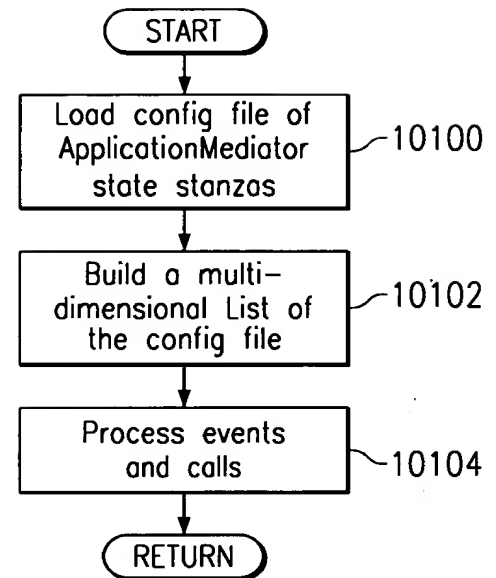 START
Load config file of
ApplicationMediator
state stanzas
10100
Build a multi-
dimensional List of
the config file
10102
Process events
and calls
10104
RETURN